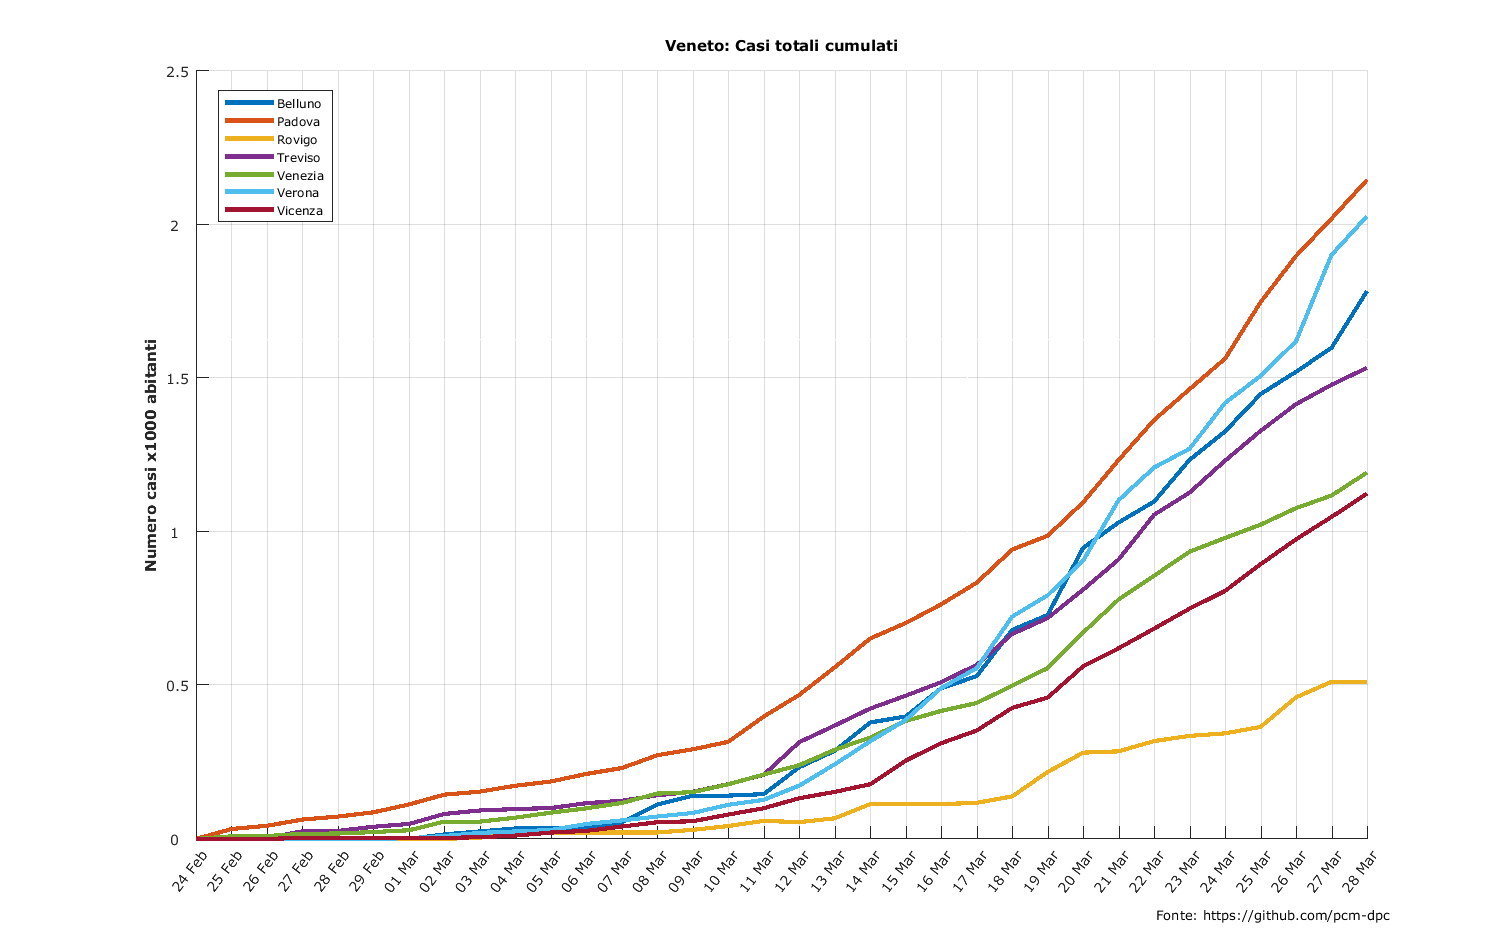 Veneto: Casi totali cumulati
2.5
2
1.5
1
0.5
0
Numero casi x1000 abitanti
Belluno
Padova
Rovigo
Treviso
Venezia
Verona
Vicenza
24 Feb
25 Feb
26 Feb
27 Feb
28 Feb
29 Feb
01 Mar
02 Mar
03 Mar
04 Mar
05 Mar
06 Mar
07 Mar
08 Mar
09 Mar
10 Mar
11 Mar
12 Mar
13 Mar
14 Mar
15 Mar
16 Mar
17 Mar
18 Mar
19 Mar
20 Mar
21 Mar
22 Mar
23 Mar
24 Mar
25 Mar
26 Mar
27 Mar
28 Mar
Fonte: https://github.com/pcm-dpc